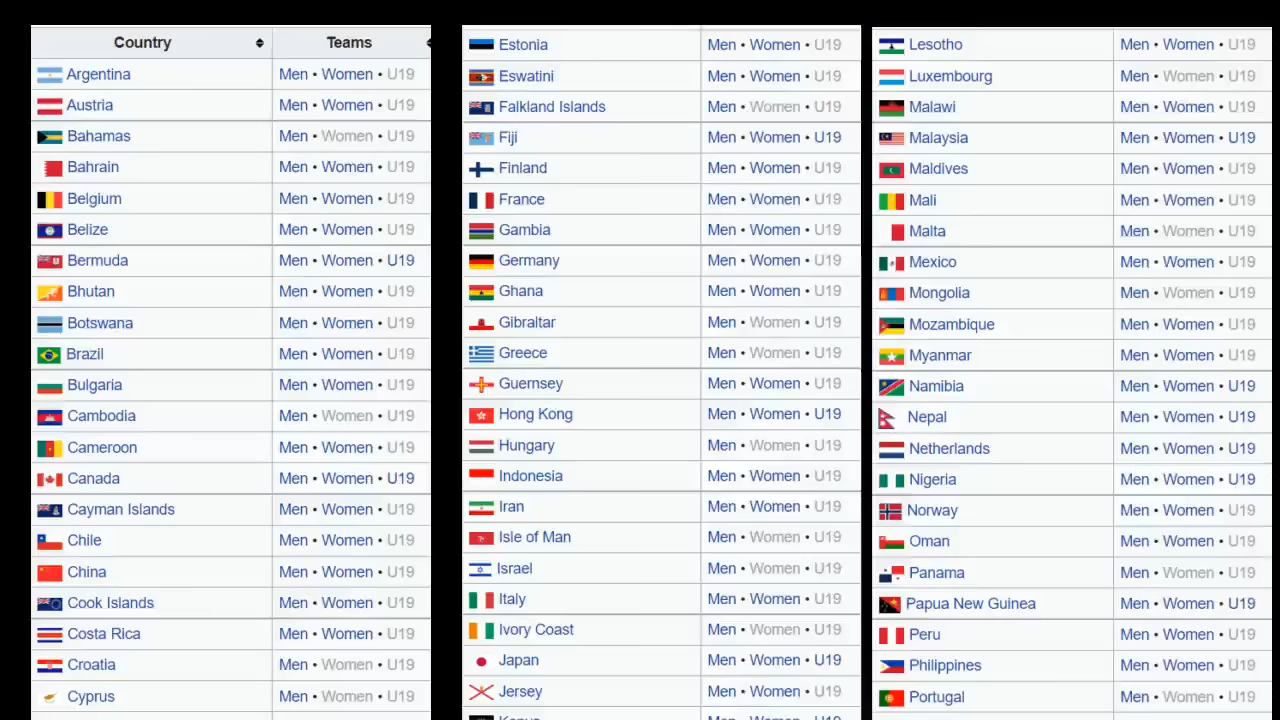 Country Teams
Argentina Men • Women • U19
Austria Men • Women • U19
Bahamas Men • Women • U19
Bahrain Men • Women • U19
Belgium Men • Women • U19
Belize Men • Women • U19
Bermuda Men • Women • U19
Bhutan Men • Women • U19
Botswana Men • Women • U19
Brazil Men • Women • U19
Bulgaria Men • Women • U19
Cambodia Men • Women • U19
Cameroon Men • Women • U19
Canada Men • Women • U19
Cayman Islands Men • Women • U19
Chile Men • Women • U19
China Men • Women • U19
Cook Islands Men • Women • U19
Costa Rica Men • Women • U19
Croatia Men • Women • U19
Cyprus Men • Women • U19
Estonia Men • Women • U19
Eswatini Men • Women • U19
Falkland Islands Men • Women • U19
Fiji Men • Women • U19
Finland Men • Women • U19
France Men • Women • U19
Gambia Men • Women • U19
Germany Men • Women • U19
Ghana Men • Women • U19
Gibraltar Men • Women • U19
Greece Men • Women • U19
Guernsey Men • Women • U19
Hong Kong Men • Women • U19
Hungary Men • Women • U19
Indonesia Men • Women • U19
Iran Men • Women • U19
Isle of Man Men • Women • U19
Israel Men • Women • U19
Italy Men • Women • U19
Ivory Coast Men • Women • U19
Japan Men • Women • U19
Jersey Men • Women • U19
Lesotho Men • Women • U19
Luxembourg Men • Women • U19
Malawi Men • Women • U19
Malaysia Men • Women • U19
Maldives Men • Women • U19
Mali Men • Women • U19
Malta Men • Women • U19
Mexico Men • Women • U19
Mongolia Men • Women • U19
Mozambique Men • Women • U19
Myanmar Men • Women • U19
Namibia Men • Women • U19
Nepal Men • Women • U19
Netherlands Men • Women • U19
Nigeria Men • Women • U19
Norway Men • Women • U19
Oman Men • Women • U19
Panama Men • Women • U19
Papua New Guinea Men • Women • U19
Peru Men • Women • U19
Philippines Men • Women • U19
Portugal Men • Women • U19